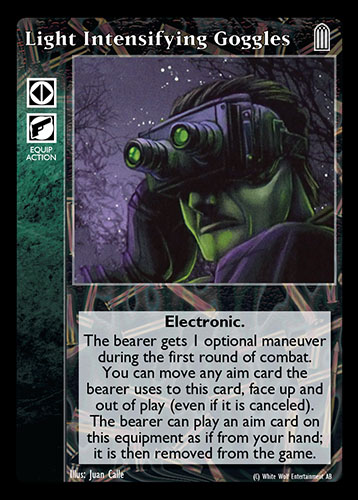 Light Intensifying Goggles
EQUIP
ACTION
Electronic.
The bearer gets 1 optional maneuver
during the first round of combat.
You can move any aim card the
bearer uses to this card, face up and
out of play (even if it is canceled).
The bearer can play an aim card on
this equipment as if from your hand;
it is then removed from the game.
Illus: Juan Calle
(C) White Wolf Entertainment AB